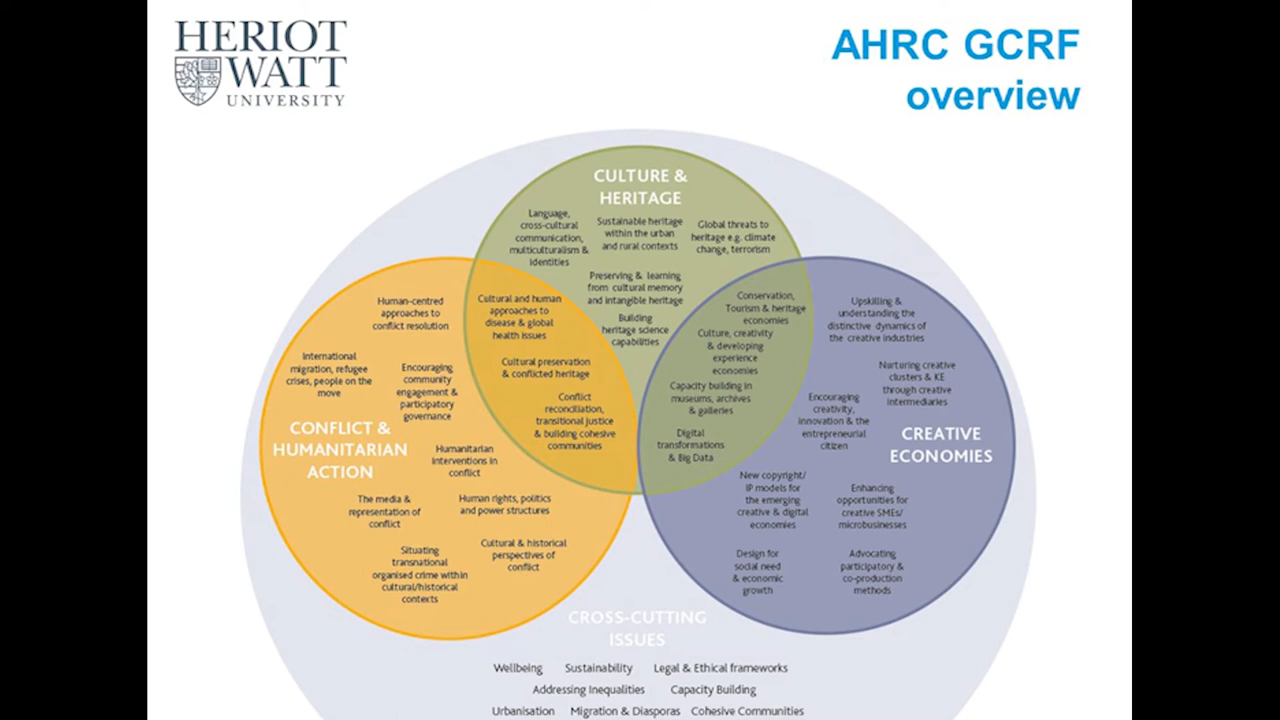 HERIOT
WATT
UNIVERSITY
AHRC GCRF
overview
CULTURE &
HERITAGE
Language,
cross-cultural
communication,
multiculturalism &
identities
Sustainable heritage
within the urban
and rural contexts
Global threats to
heritage e.g. climate
change, terrorism
Preserving & learning
from cultural memory
and intangible heritage
Building
heritage science
capabilities
Cultural and human
approaches to
disease & global
health issues
Cultural preservation
& conflicted heritage
Conflict
reconciliation,
transitional justice
& building cohesive
communities
Conservation,
Tourism & heritage
economies
Culture, creativity
& developing
experience
economies
Capacity building in
museums, archives
& galleries
Digital
transformations
& Big Data
Human-centred
approaches to
conflict resolution
International
migration, refugee
crises, people on the
move
Encouraging
community
engagement &
participatory
governance
CONFLICT &
HUMANITARIAN
ACTION
Humanitarian
interventions in
conflict
The media &
representation of
conflict
Human rights, politics
and power structures
Situating
transnational
organised crime within
cultural/historical
contexts
Cultural & historical
perspectives of
conflict
Upskilling &
understanding the
distinctive dynamics of
the creative industries
Nurturing creative
clusters & KE
through creative
intermediaries
Encouraging
creativity,
innovation & the
entrepreneurial
citizen
CREATIVE
ECONOMIES
New copyright/
IP models for
the emerging
creative & digital
economies
Enhancing
opportunities for
creative SMEs/
microbusinesses
Design for
social need
& economic
growth
Advocating
participatory &
co-production
methods
CROSS-CUTTING
ISSUES
Wellbeing Sustainability Legal & Ethical frameworks
Addressing Inequalities Capacity Building
Urbanisation Migration & Diasporas Cohesive Communities